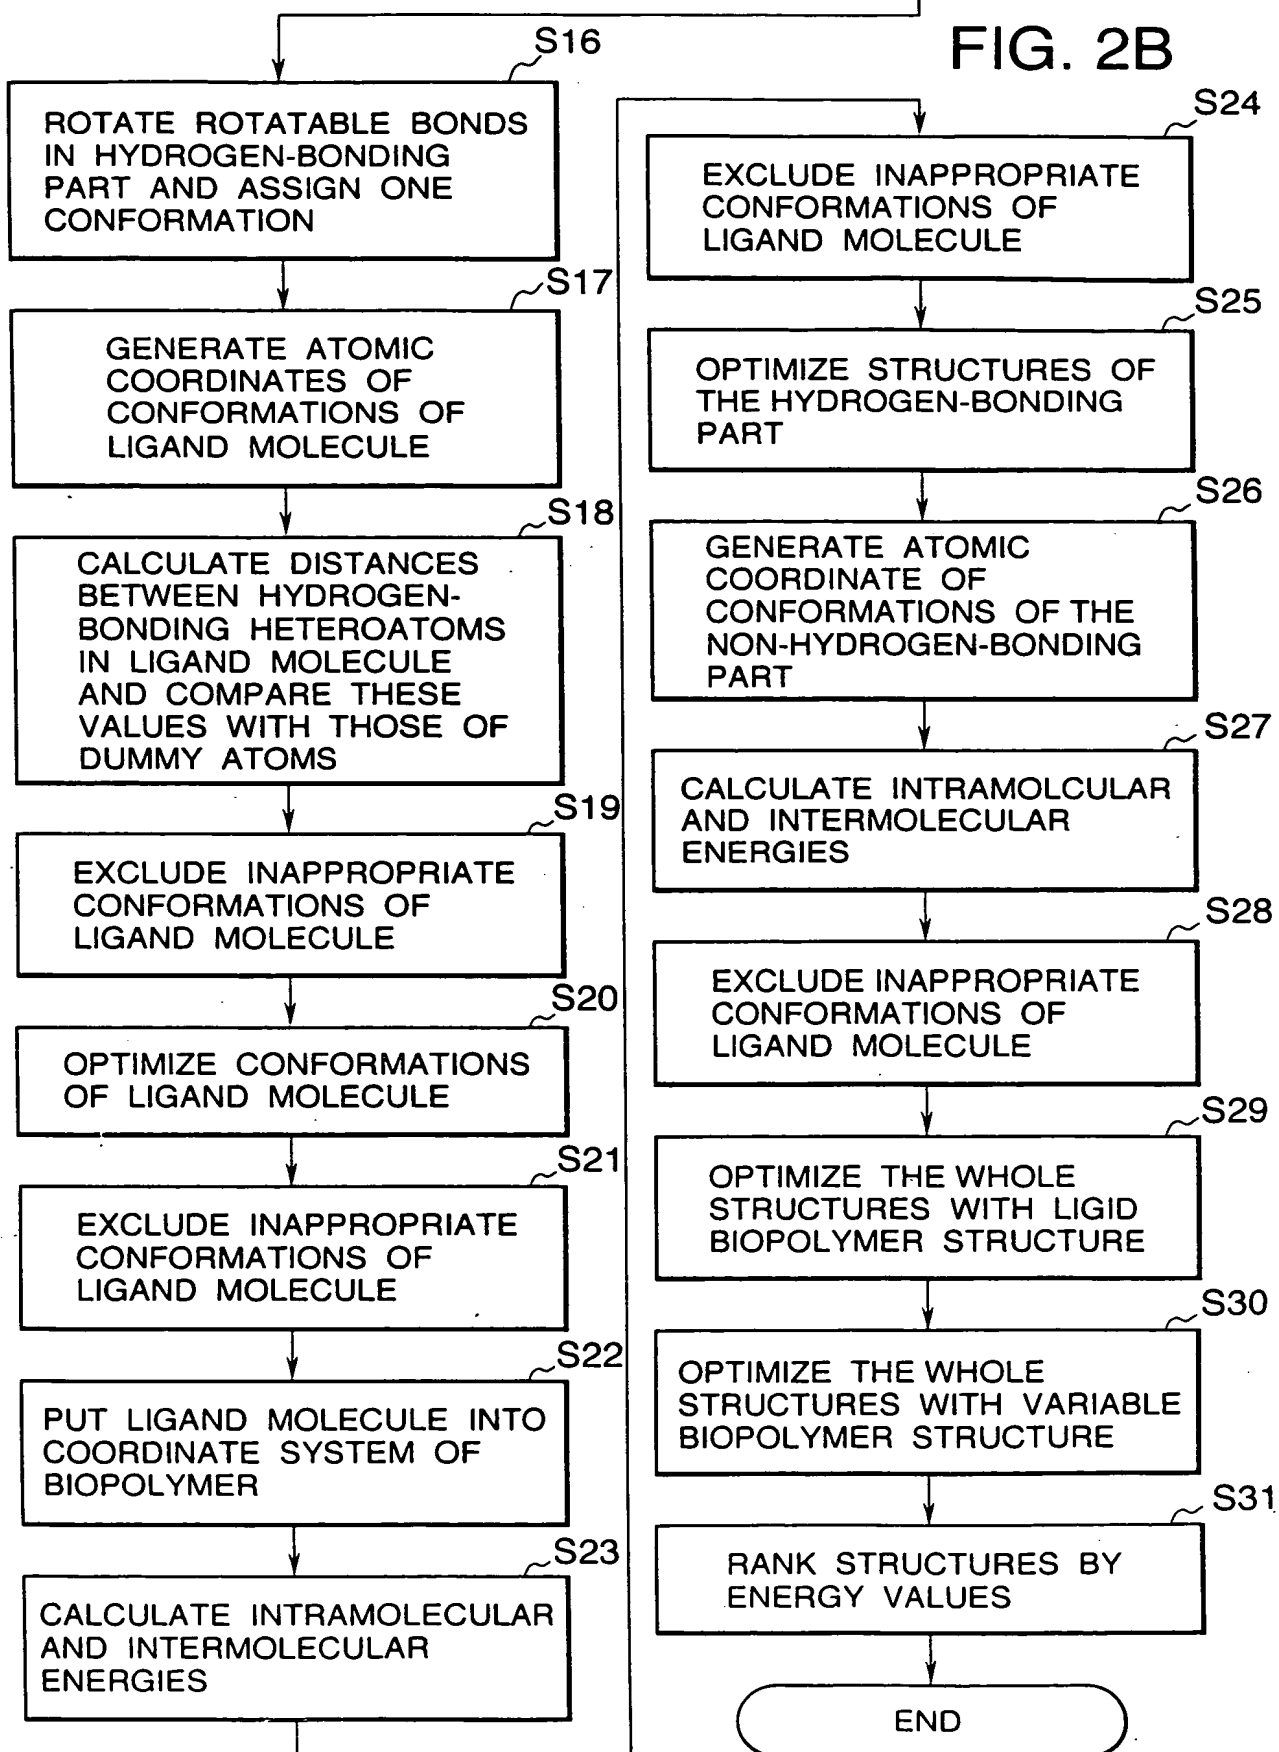 FIG. 2B
S16
ROTATE ROTATABLE BONDS
IN HYDROGEN-BONDING
PART AND ASSIGN ONE
CONFORMATION
S17
GENERATE ATOMIC
COORDINATES OF
CONFORMATIONS OF
LIGAND MOLECULE
S18
CALCULATE DISTANCES
BETWEEN HYDROGEN-
BONDING HETEROATOMS
IN LIGAND MOLECULE
AND COMPARE THESE
VALUES WITH THOSE OF
DUMMY ATOMS
S19
EXCLUDE INAPPROPRIATE
CONFORMATIONS OF
LIGAND MOLECULE
S20
OPTIMIZE CONFORMATIONS
OF LIGAND MOLECULE
S21
EXCLUDE INAPPROPRIATE
CONFORMATIONS OF
LIGAND MOLECULE
S22
PUT LIGAND MOLECULE INTO
COORDINATE SYSTEM OF
BIOPOLYMER
S23
CALCULATE INTRAMOLECULAR
AND INTERMOLECULAR
ENERGIES
S24
EXCLUDE INAPPROPRIATE
CONFORMATIONS OF
LIGAND MOLECULE
S25
OPTIMIZE STRUCTURES OF
THE HYDROGEN-BONDING
PART
S26
GENERATE ATOMIC
COORDINATE OF
CONFORMATIONS OF THE
NON-HYDROGEN-BONDING
PART
S27
CALCULATE INTRAMOLCULAR
AND INTERMOLECULAR
ENERGIES
S28
EXCLUDE INAPPROPRIATE
CONFORMATIONS OF
LIGAND MOLECULE
S29
OPTIMIZE THE WHOLE
STRUCTURES WITH LIGID
BIOPOLYMER STRUCTURE
S30
OPTIMIZE THE WHOLE
STRUCTURES WITH VARIABLE
BIOPOLYMER STRUCTURE
S31
RANK STRUCTURES BY
ENERGY VALUES
END